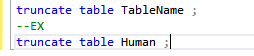 truncate table TableName ;
--EX
truncate table Human ;